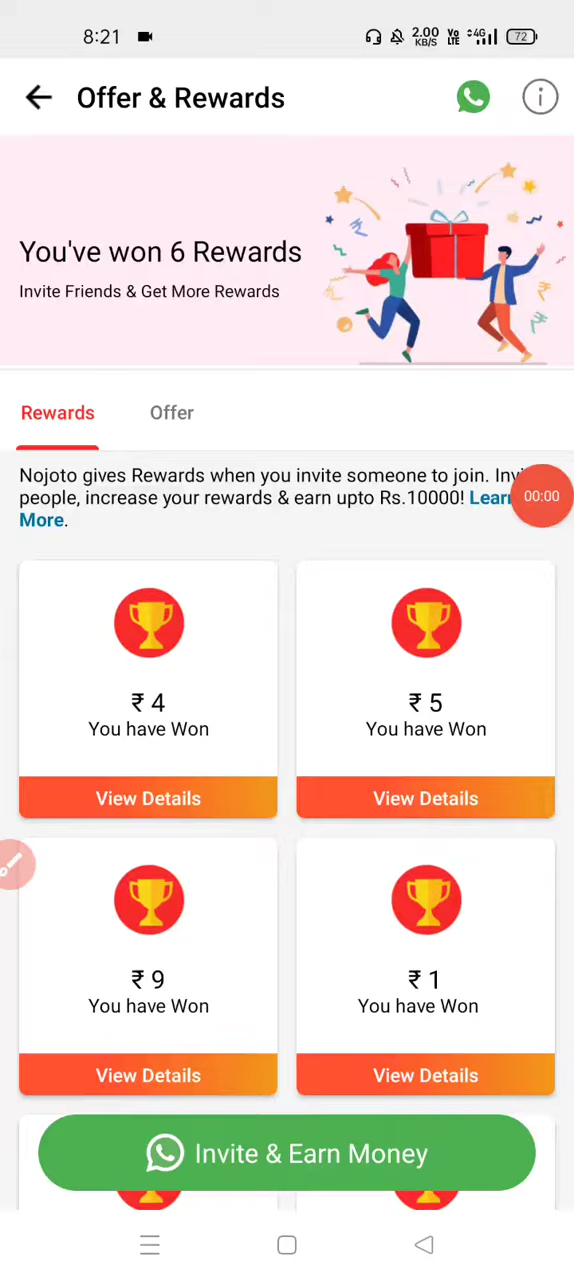 8:21
2.00
KB/S
Vo
LTE
4G
72
Offer & Rewards
You've won 6 Rewards
Invite Friends & Get More Rewards
Rewards
Offer
Nojoto gives Rewards when you invite someone to join.
people, increase your rewards & earn upto Rs.10000!
00:00
More.
₹ 4
You have Won
₹ 5
You have Won
View Details
View Details
₹ 9
You have Won
₹ 1
You have Won
View Details
View Details
Invite & Earn Money